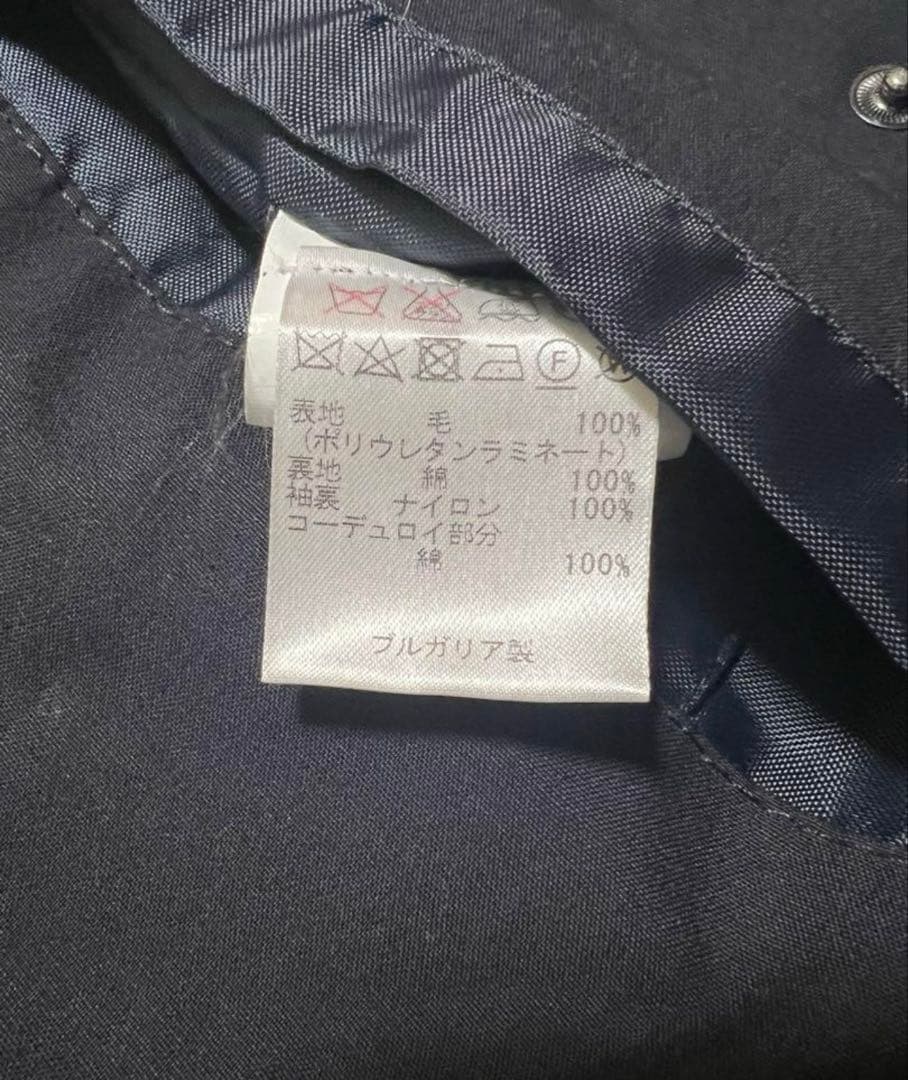 F
表地 毛 100%
(ポリウレタンラミネート)
裏地 綿 100%
袖裏 ナイロン 100%
コーデュロイ部分
綿 100%
ブルガリア製